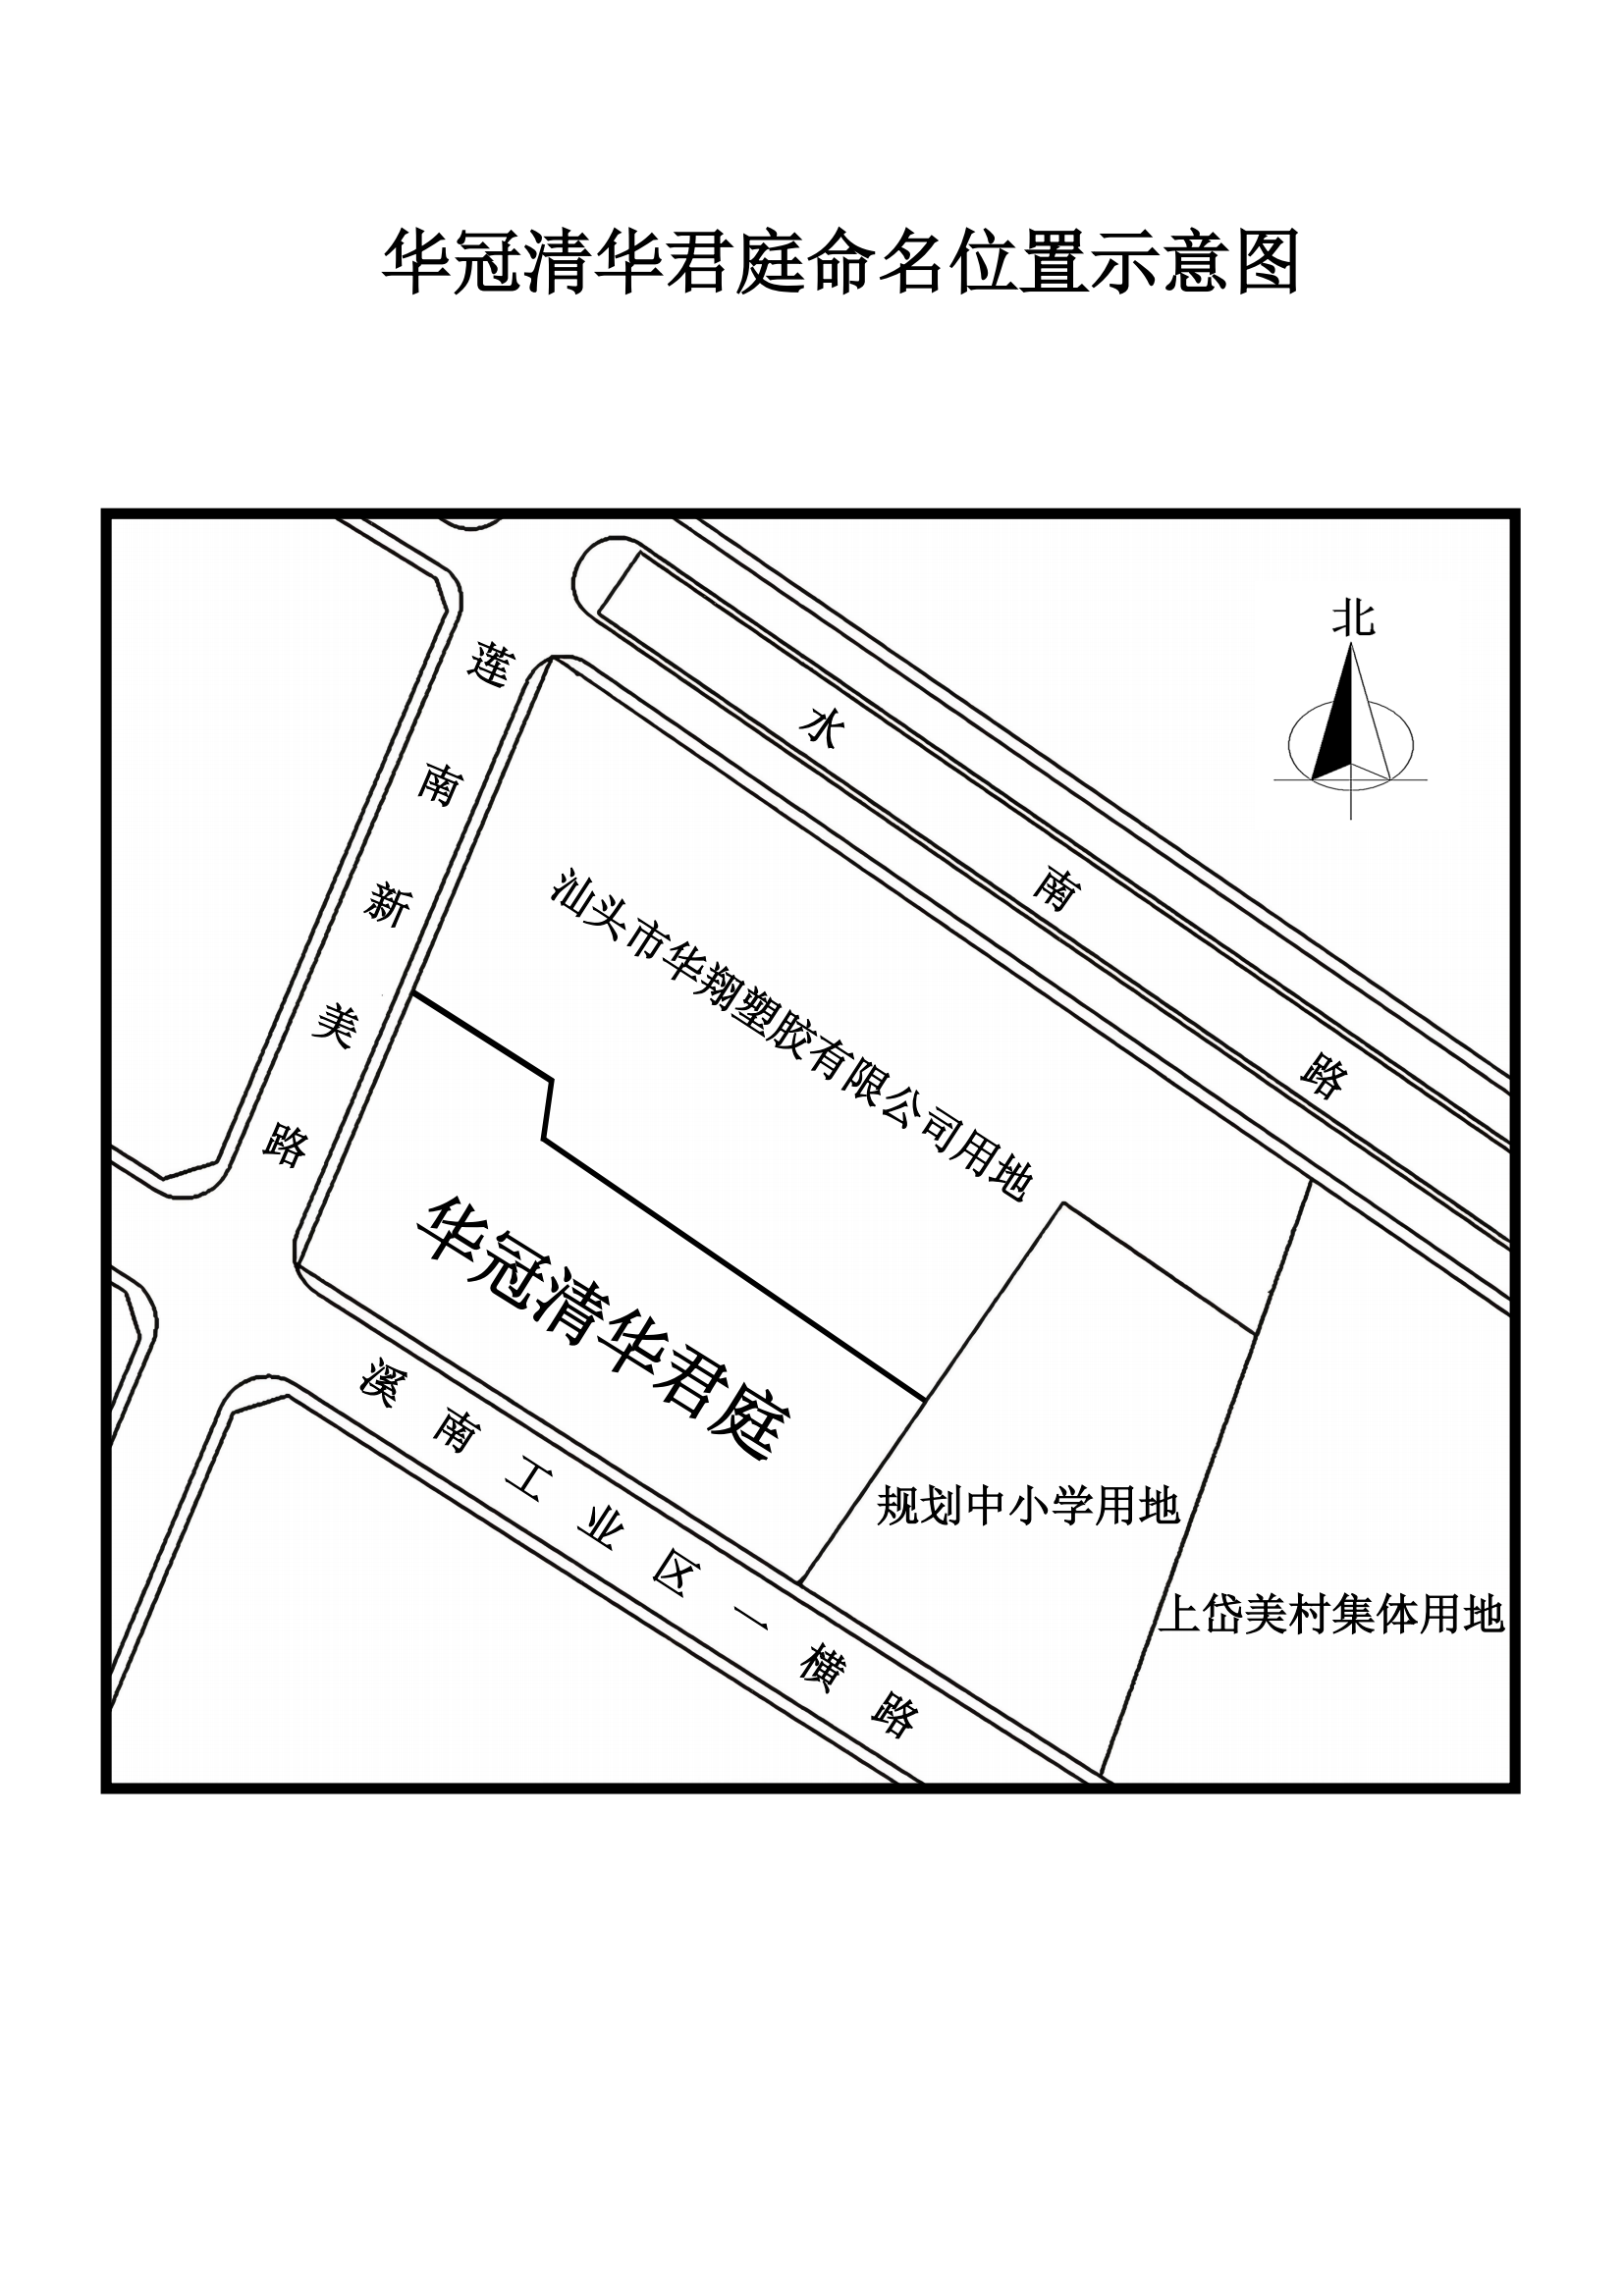 华冠清华君庭命名位置示意图
北
莲南新美路
水南路
汕头市华翔塑胶有限公司用地
华冠清华君庭
溪南工业区一横路
规划中小学用地
上岱美村集体用地